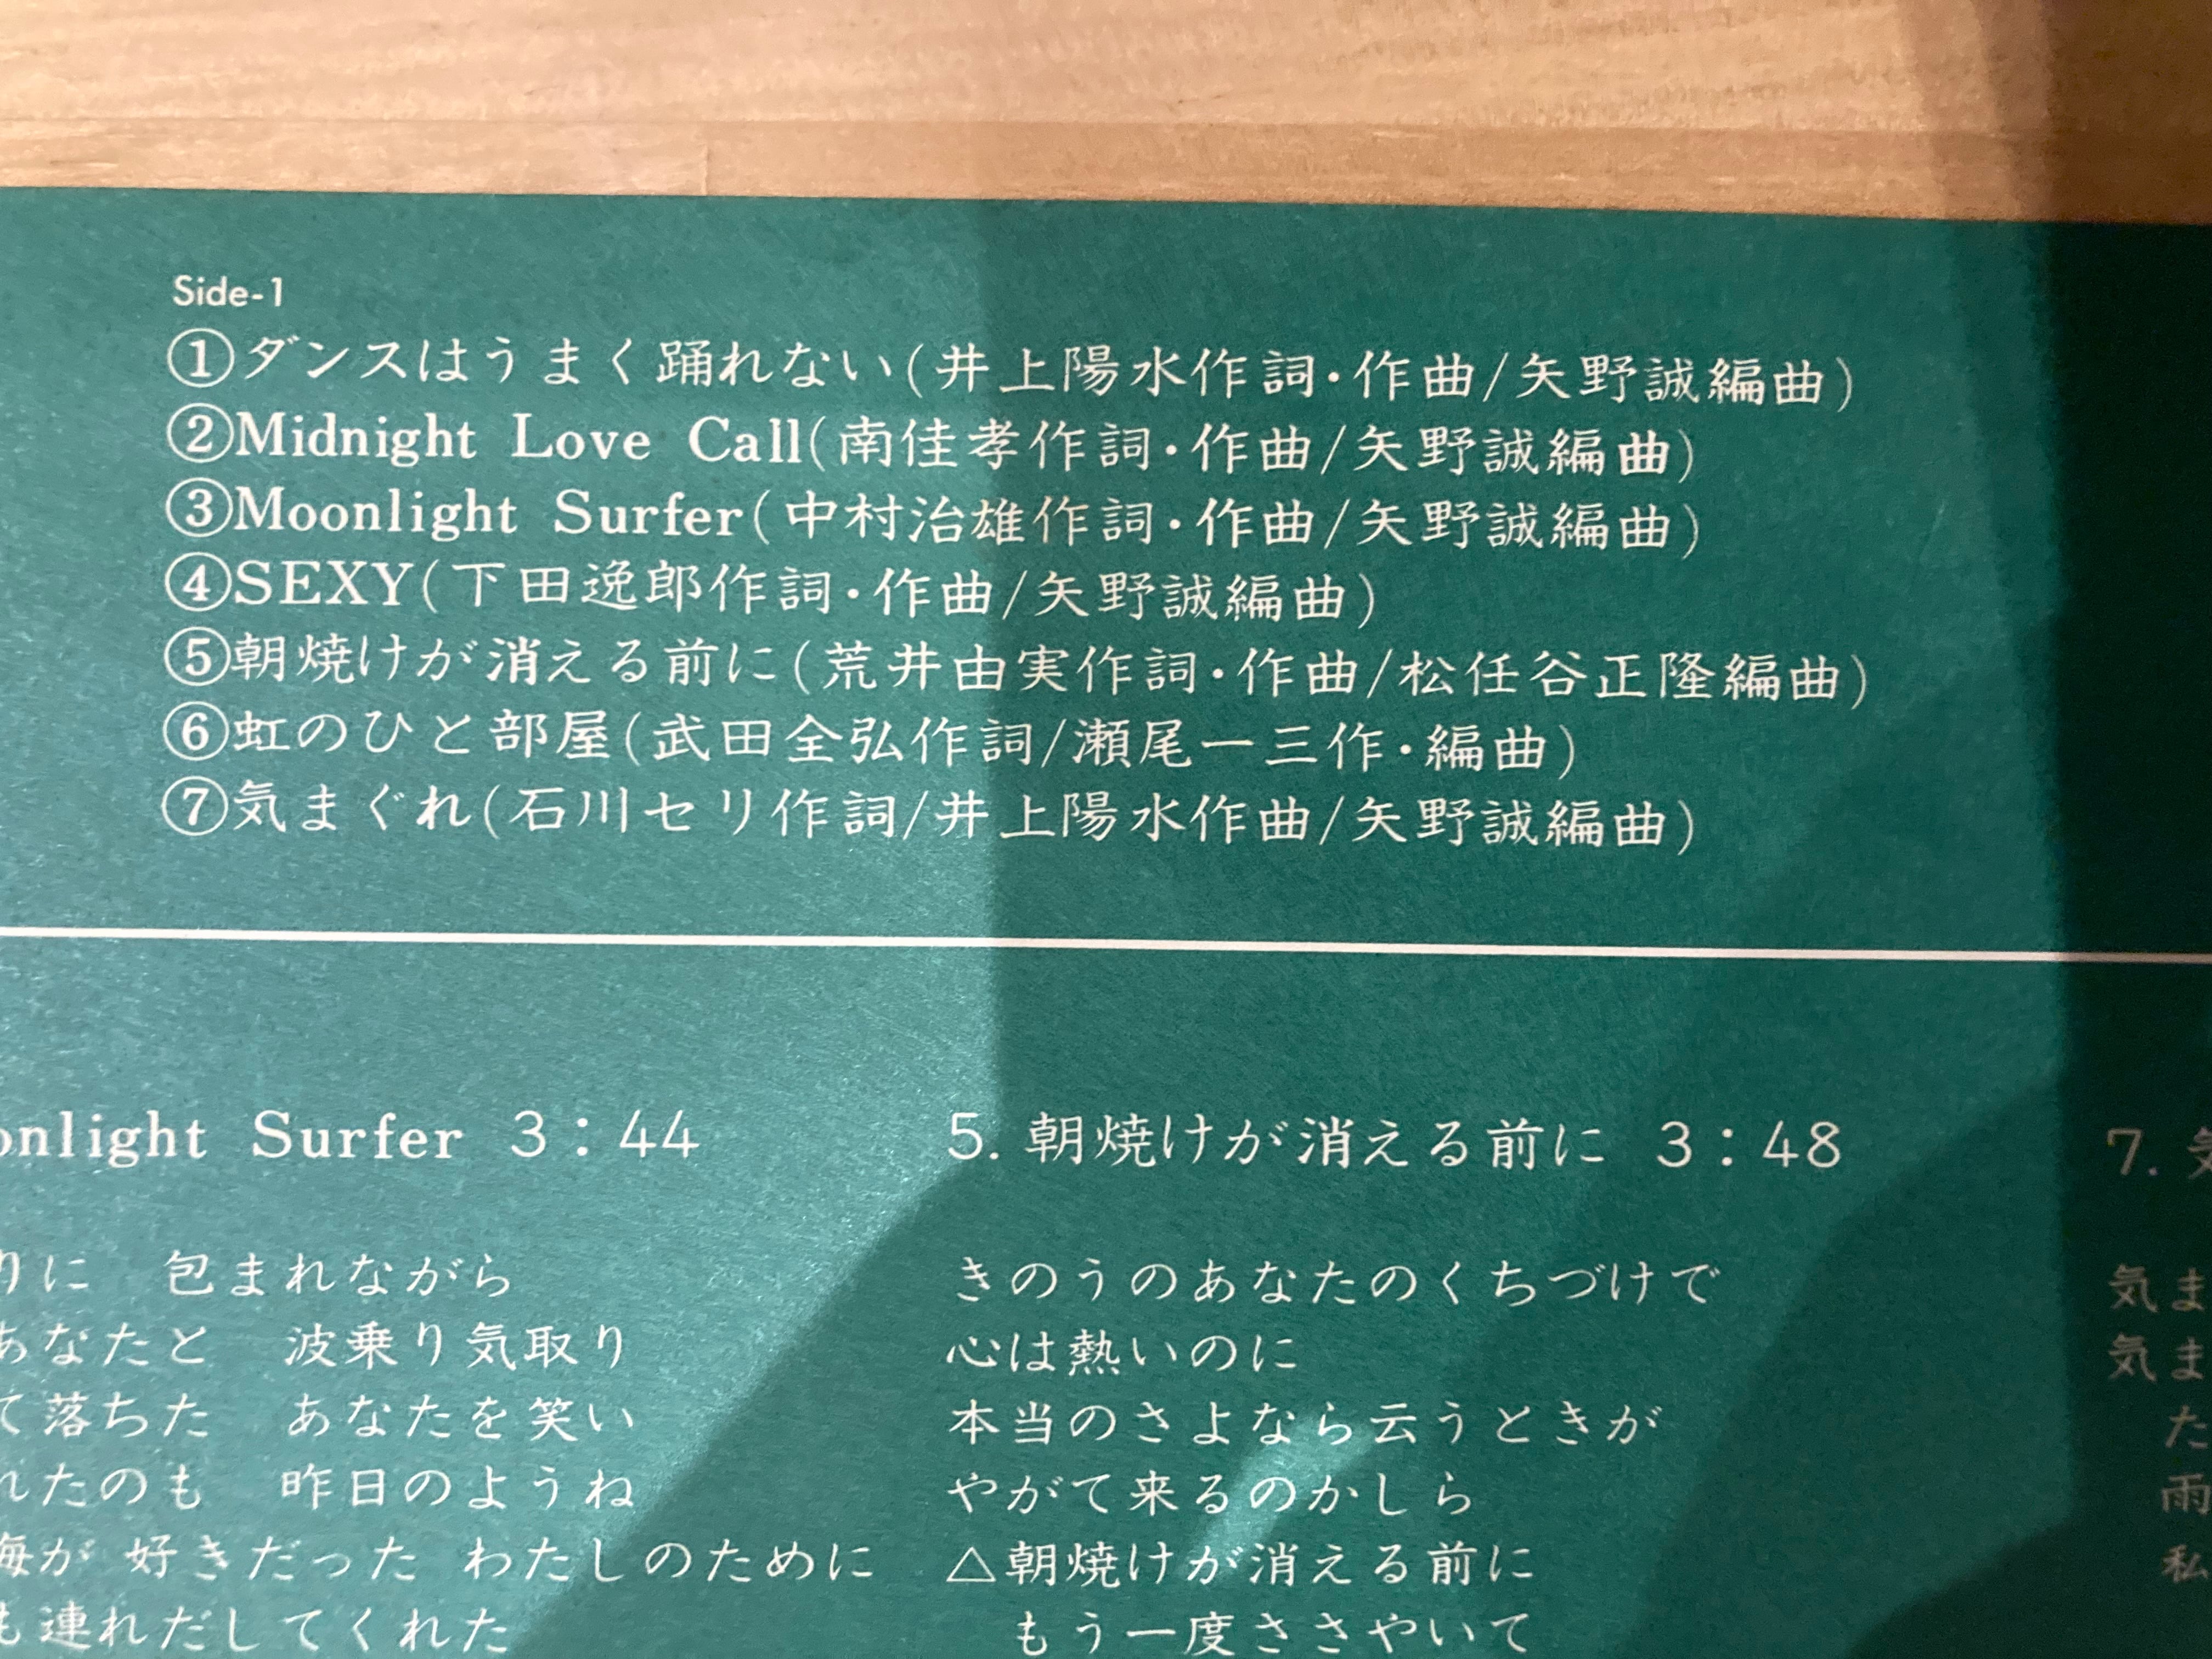 Side-1
①ダンスはうまく踊れない(井上陽水作詞・作曲/矢野誠編曲)
②Midnight Love Call(南佳孝作詞・作曲/矢野誠編曲)
③Moonlight Surfer(中村治雄作詞・作曲/矢野誠編曲)
④SEXY(下田逸郎作詞・作曲/矢野誠編曲)
⑤朝焼けが消える前に(荒井由実作詞・作曲/松任谷正隆編曲)
⑥虹のひと部屋(武田全弘作詞/瀬尾一三作・編曲)
⑦気まぐれ(石川セリ作詞/井上陽水作曲/矢野誠編曲)
onlight Surfer 3：44
りに 包まれながら
あなたと 波乗り気取り
て落ちた あなたを笑い
れたのも 昨日のようね
海が 好きだった わたしのために
も連れだしてくれた
5. 朝焼けが消える前に 3：48
きのうのあなたのくちづけで
心は熱いのに
本当のさよなら云うときが
やがて来るのかしら
△朝焼けが消える前に
もう一度ささやいて
7. 気
気ま
気ま
た
雨
私